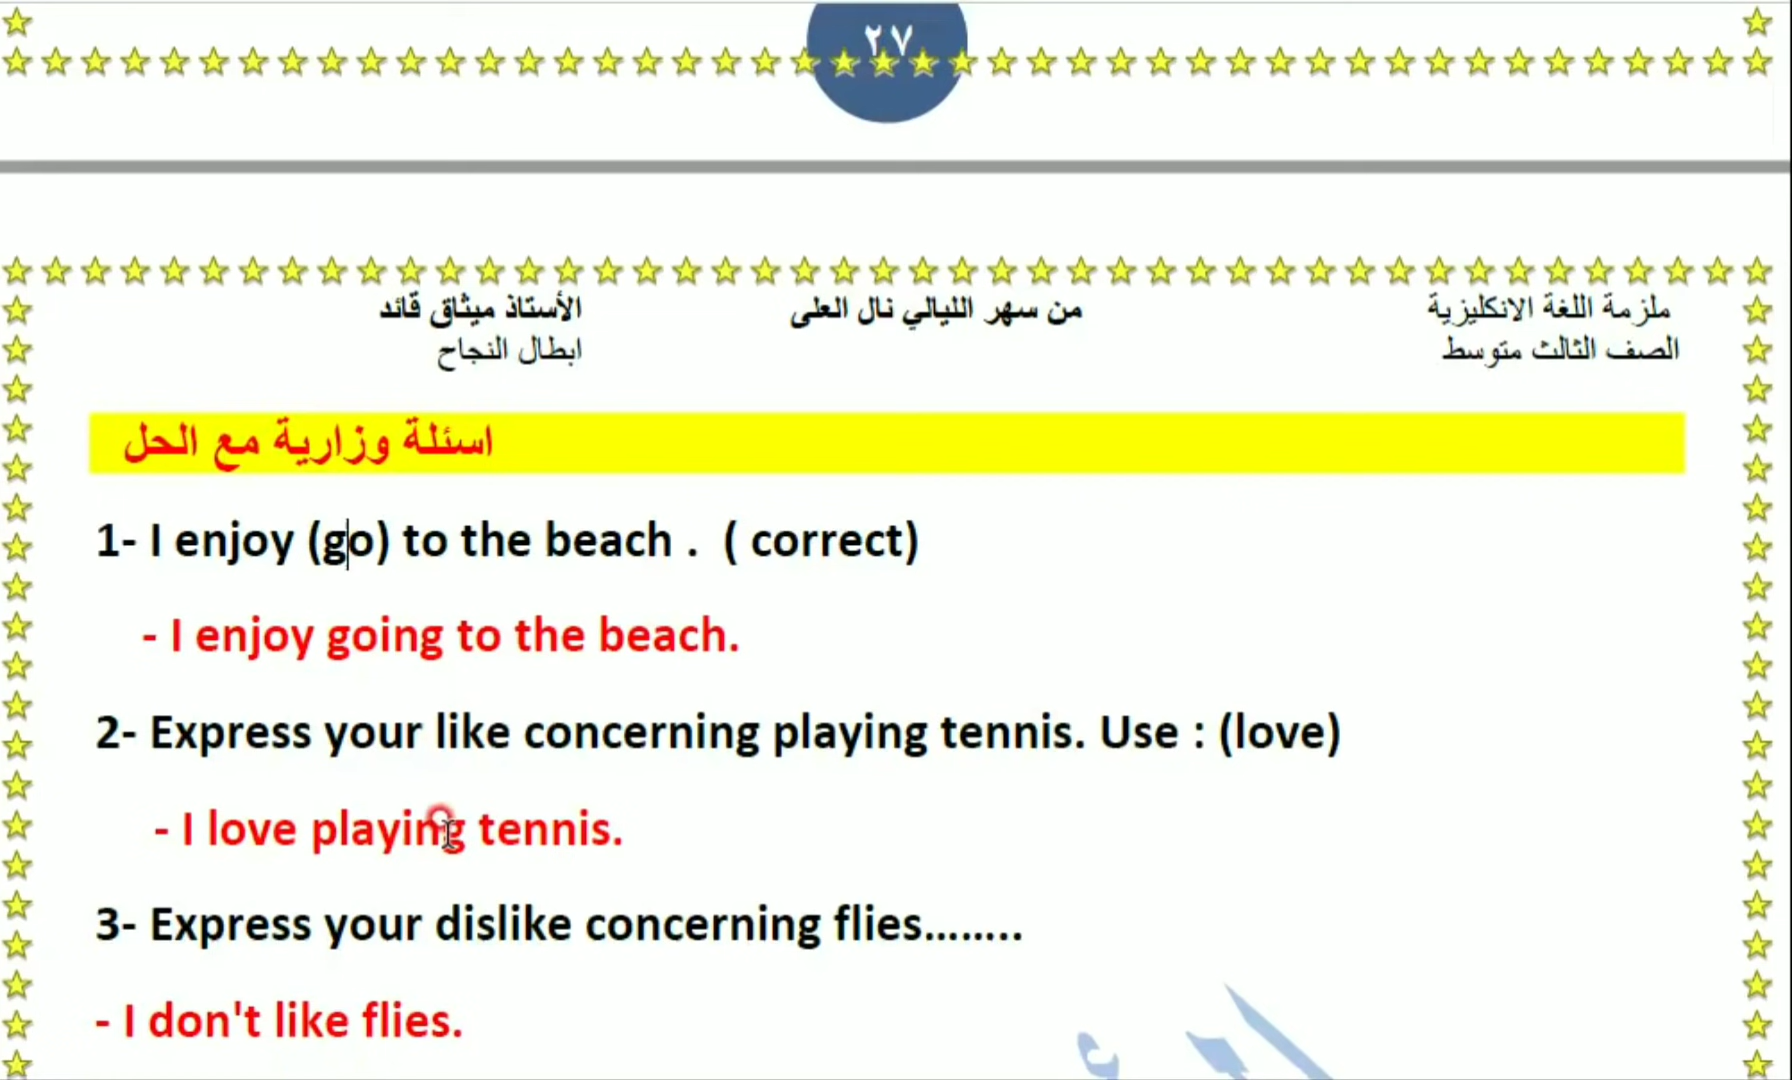 ٢٧
ملزمة اللغة الانكليزية من سهر الليالي نال العلى الأستاذ ميثاق قائد
الصف الثالث متوسط ابطال النجاح
اسئلة وزارية مع الحل
1- I enjoy (go) to the beach . ( correct)
- I enjoy going to the beach.
2- Express your like concerning playing tennis. Use : (love)
- I love playing tennis.
3- Express your dislike concerning flies........
- I don't like flies.